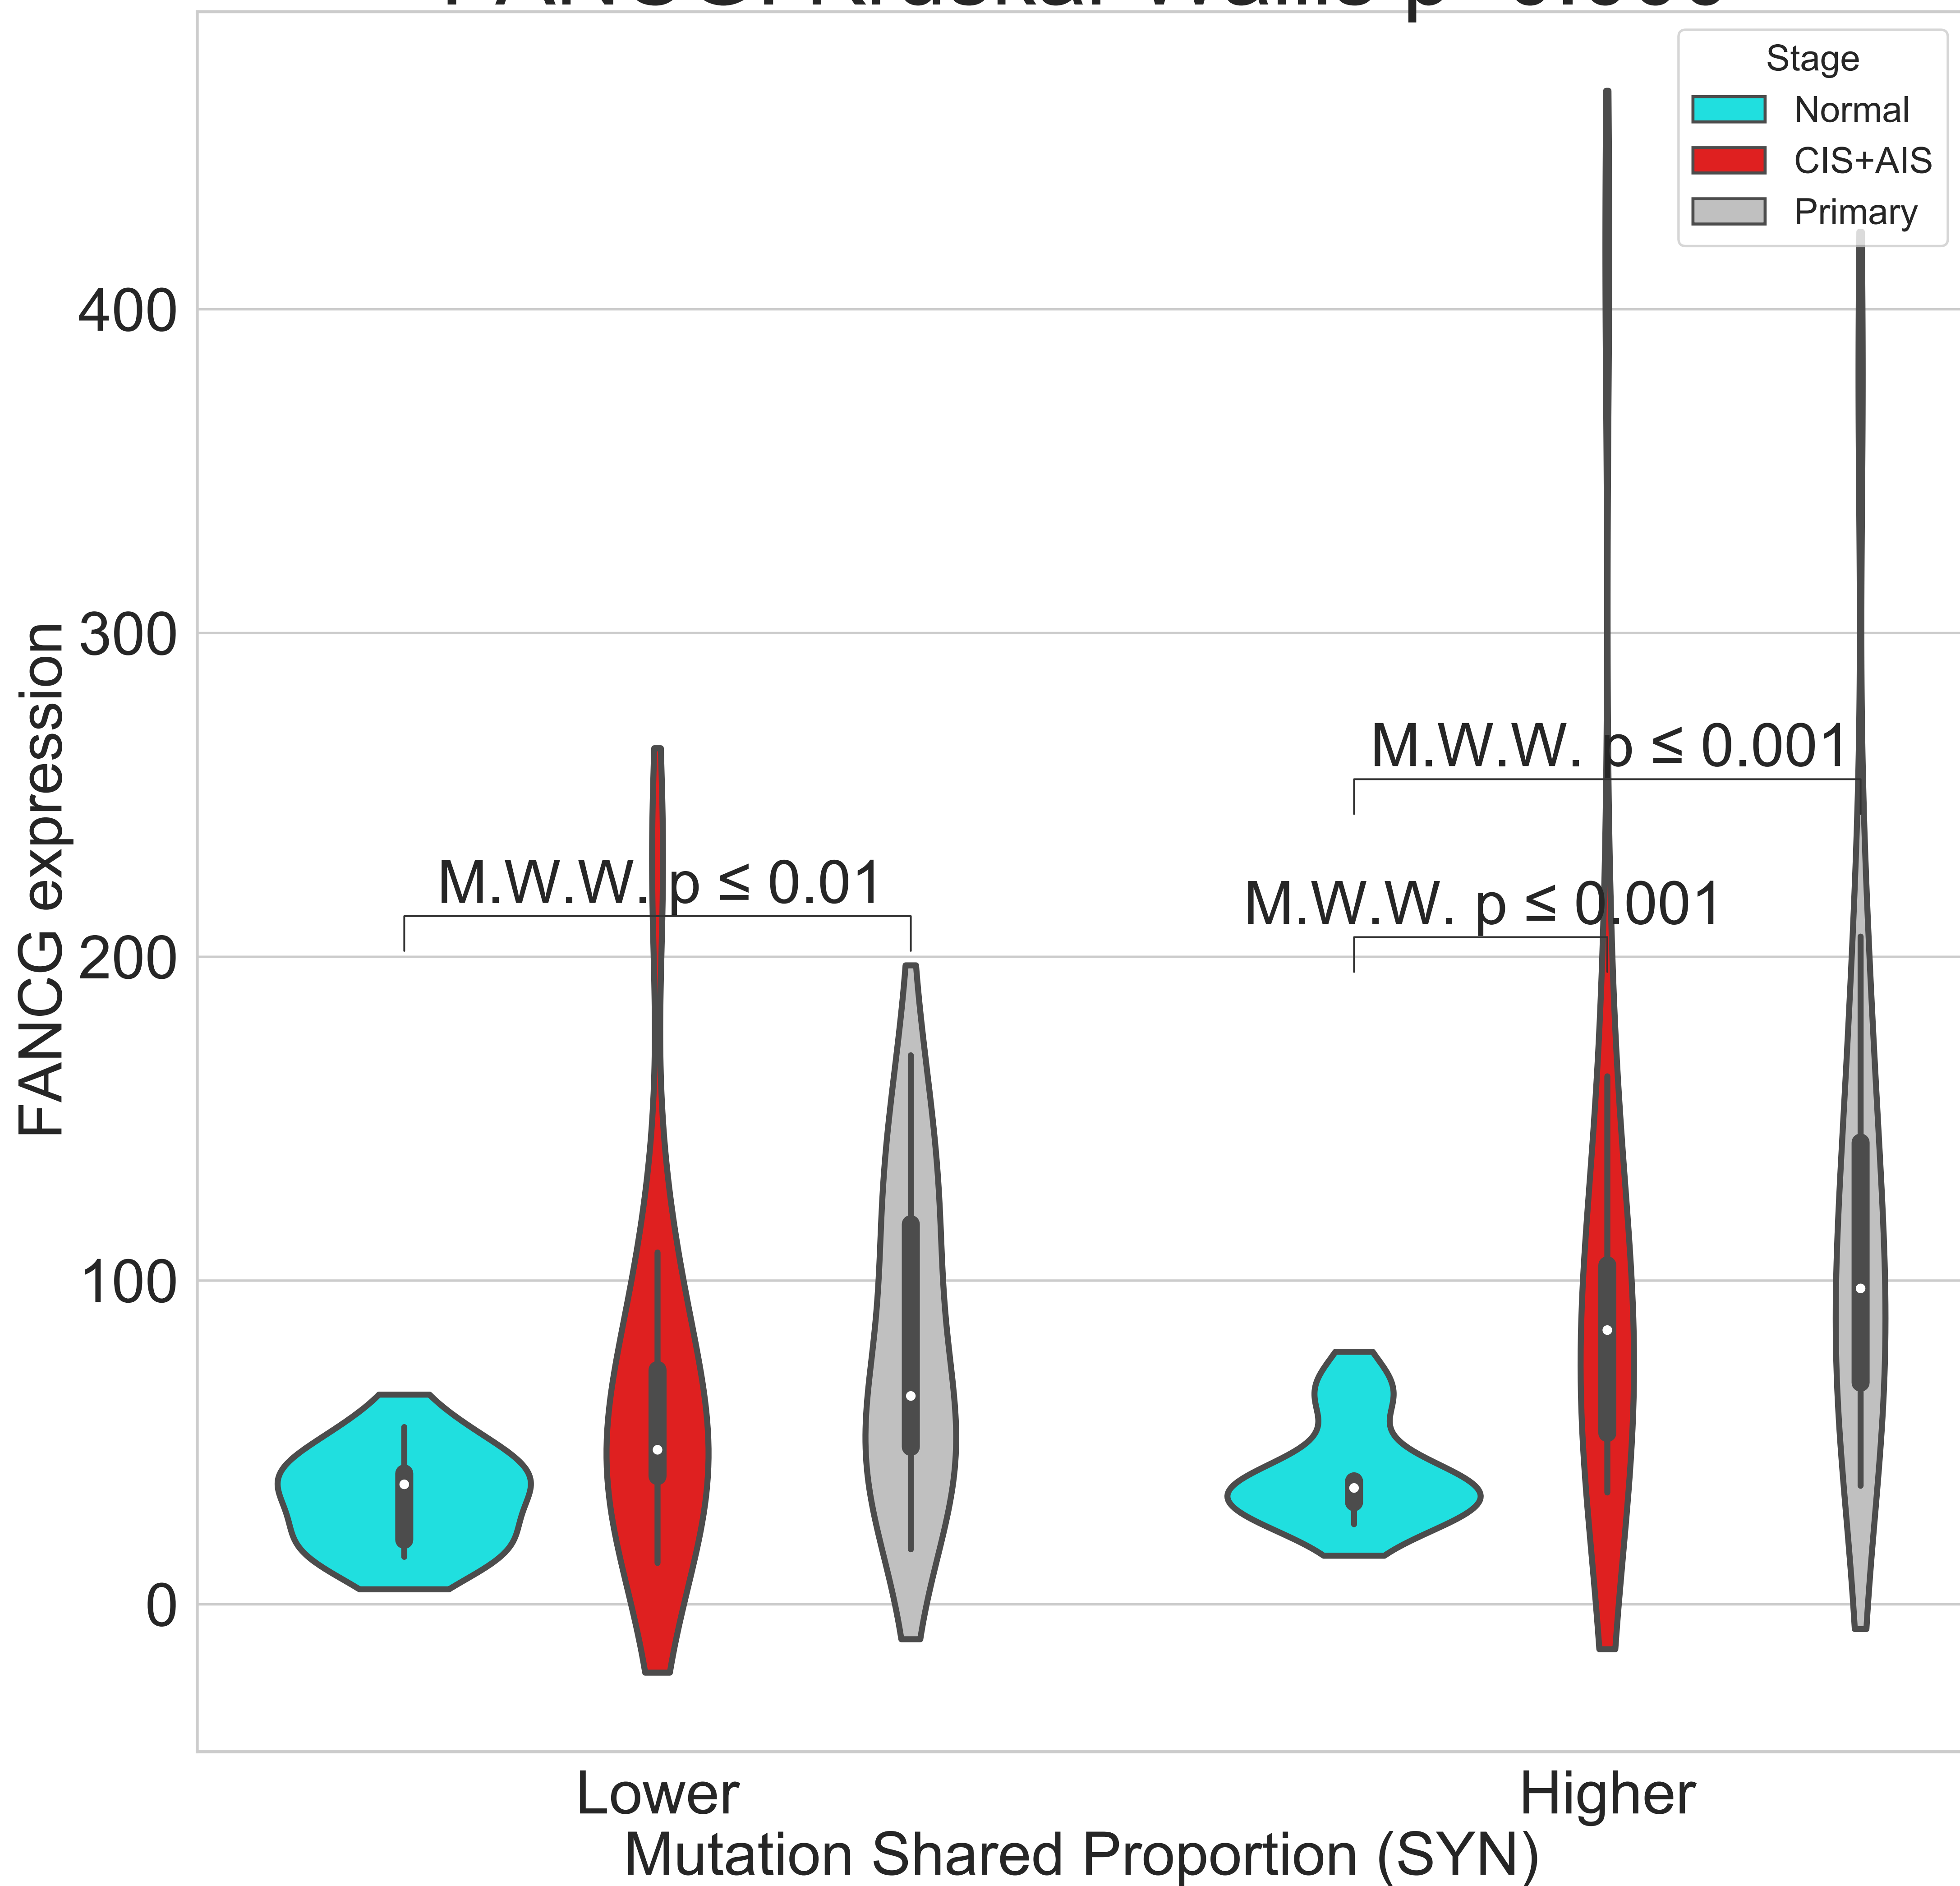 Stage
Normal
CIS+AIS
Primary
400
300
200
100
0
FANCG expression
M.W.W. p ≤ 0.01
M.W.W. p ≤ 0.001
M.W.W. p ≤ 0.001
Lower
Higher
Mutation Shared Proportion (SYN)